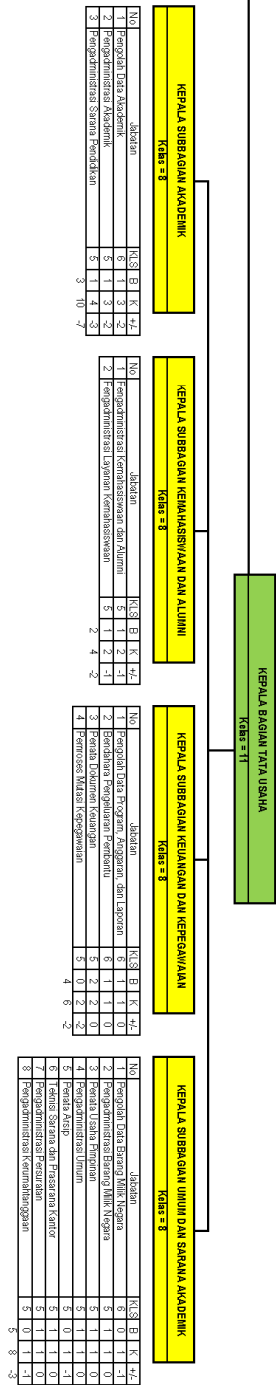 KEPALA BAGIAN TATA USAHA
Kelas = 11
KEPALA SUBBAGIAN AKADEMIK
Kelas = 8
No Jabatan KLS B K +/-
1 Pengolah Data Akademik 6 1 3 -2
2 Pengadministrasi Akademik 5 1 3 -2
3 Pengadministrasi Sarana Pendidikan 5 1 4 -3
3 10 -7
KEPALA SUBBAGIAN KEMAHASISWAAN DAN ALUMNI
Kelas = 8
No Jabatan KLS B K +/-
1 Pengadministrasi Kemahasiswaan dan Alumni 5 1 2 -1
2 Pengadministrasi Layanan Kemahasiswaan 5 1 2 -1
2 4 -2
KEPALA SUBBAGIAN KEUANGAN DAN KEPEGAWAIAN
Kelas = 8
No Jabatan KLS B K +/-
1 Pengolah Data Program, Anggaran, dan Laporan 6 1 1 0
2 Bendahara Pengeluaran Pembantu 6 1 1 0
3 Penata Dokumen Keuangan 5 2 2 0
4 Pemroses Mutasi Kepegawaian 5 0 2 -2
4 6 -2
KEPALA SUBBAGIAN UMUM DAN SARANA AKADEMIK
Kelas = 8
No Jabatan KLS B K +/-
1 Pengolah Data Barang Milik Negara 6 0 1 -1
2 Pengadministrasi Barang Milik Negara 5 1 1 0
3 Penata Usaha Pimpinan 5 1 1 0
4 Pengadministrasi Umum 5 1 1 0
5 Penata Arsip 5 0 1 -1
6 Teknisi Sarana dan Prasarana Kantor 5 1 1 0
7 Pengadministrasi Persuratan 5 1 1 0
8 Pengadministrasi Kerumahtanggaan 5 0 1 -1
5 8 -3